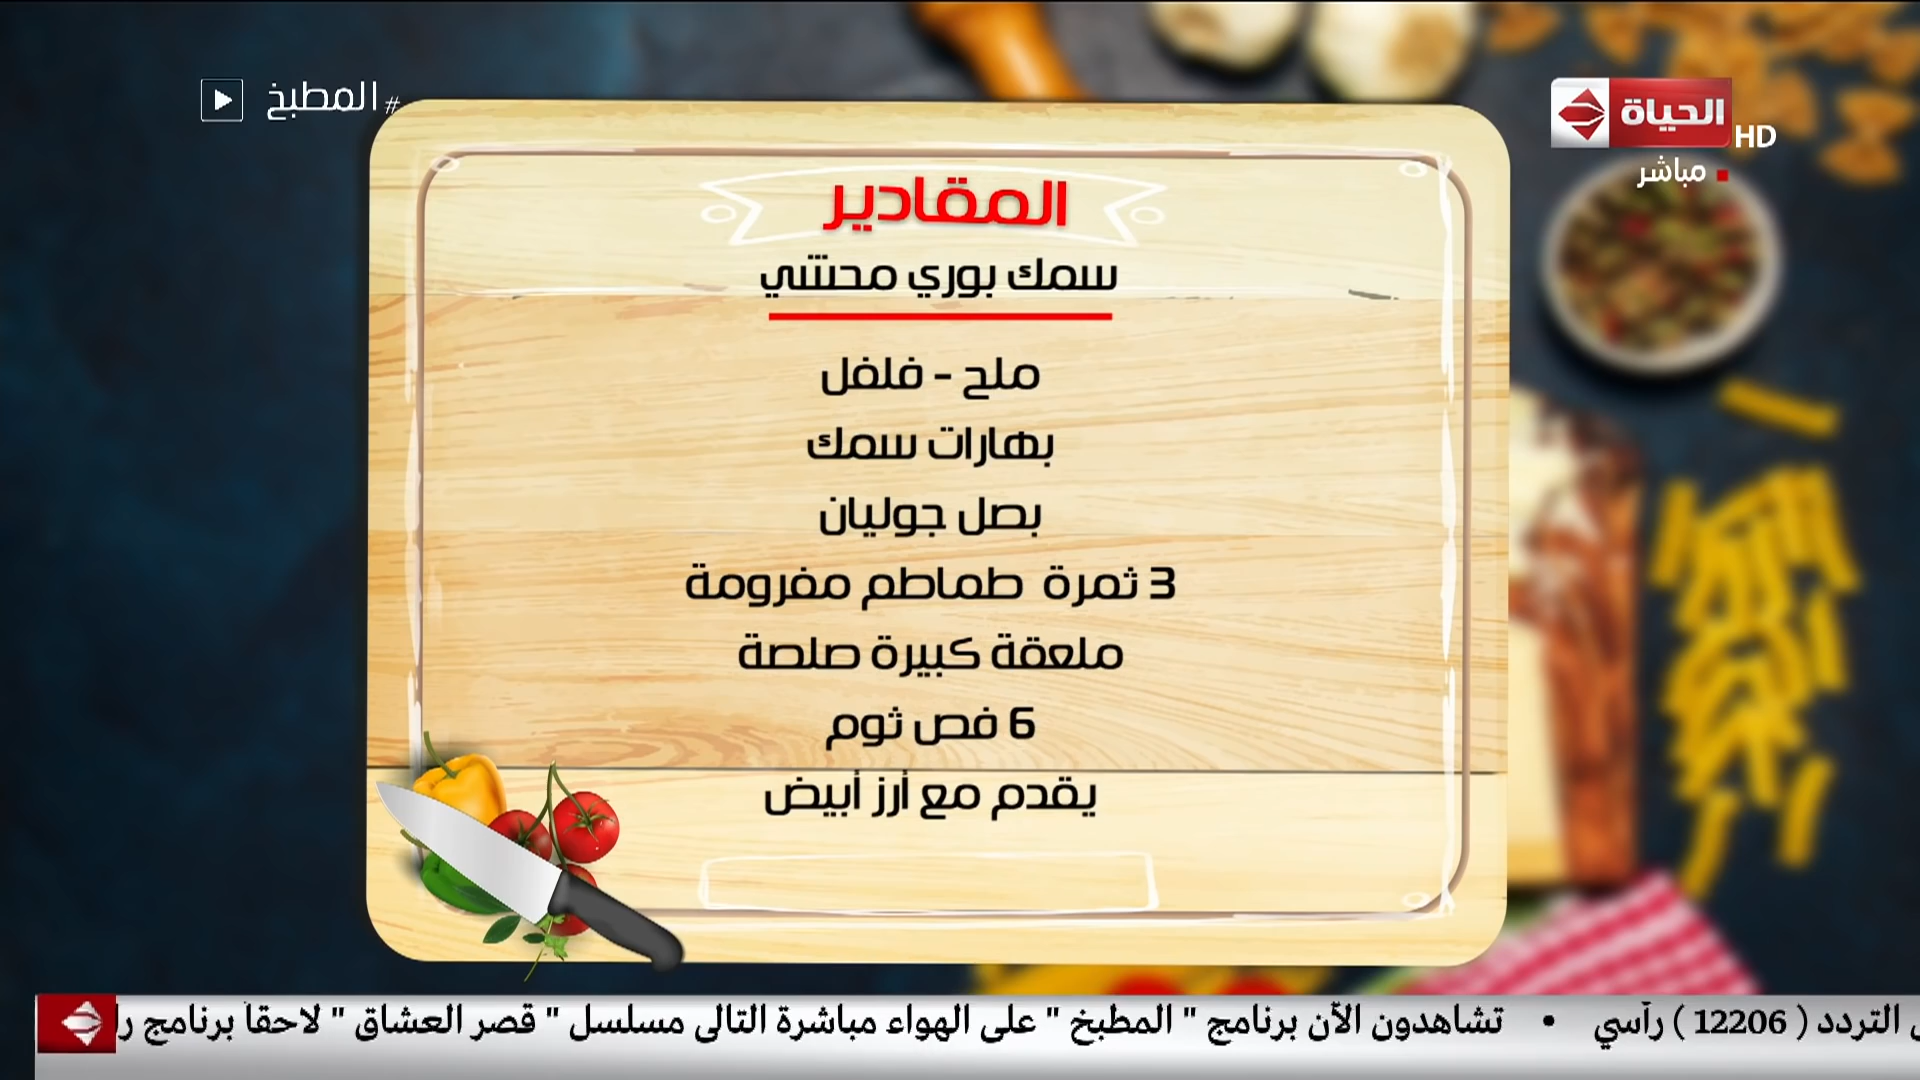 #المطبخ
الحياة
HD
مباشر
المقادير
سمك بوري محشي
ملح - فلفل
بهارات سمك
بصل جوليان
3 ثمرة طماطم مفرومة
ملعقة كبيرة صلصة
6 فص ثوم
يقدم مع أرز أبيض
التردد ( 12206 ) رآسي • تشاهدون الآن برنامج " المطبخ " على الهواء مباشرة التالى مسلسل " قصر العشاق " لاحقاً برنامج